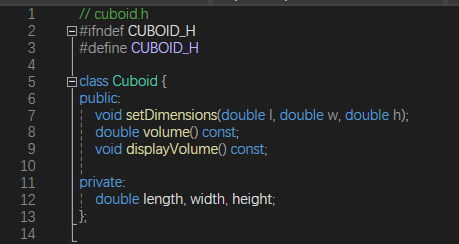 1 // cuboid.h
2 #ifndef CUBOID_H
3 #define CUBOID_H
4
5 class Cuboid {
6 public:
7 void setDimensions(double l, double w, double h);
8 double volume() const;
9 void displayVolume() const;
10
11 private:
12 double length, width, height;
13 };
14